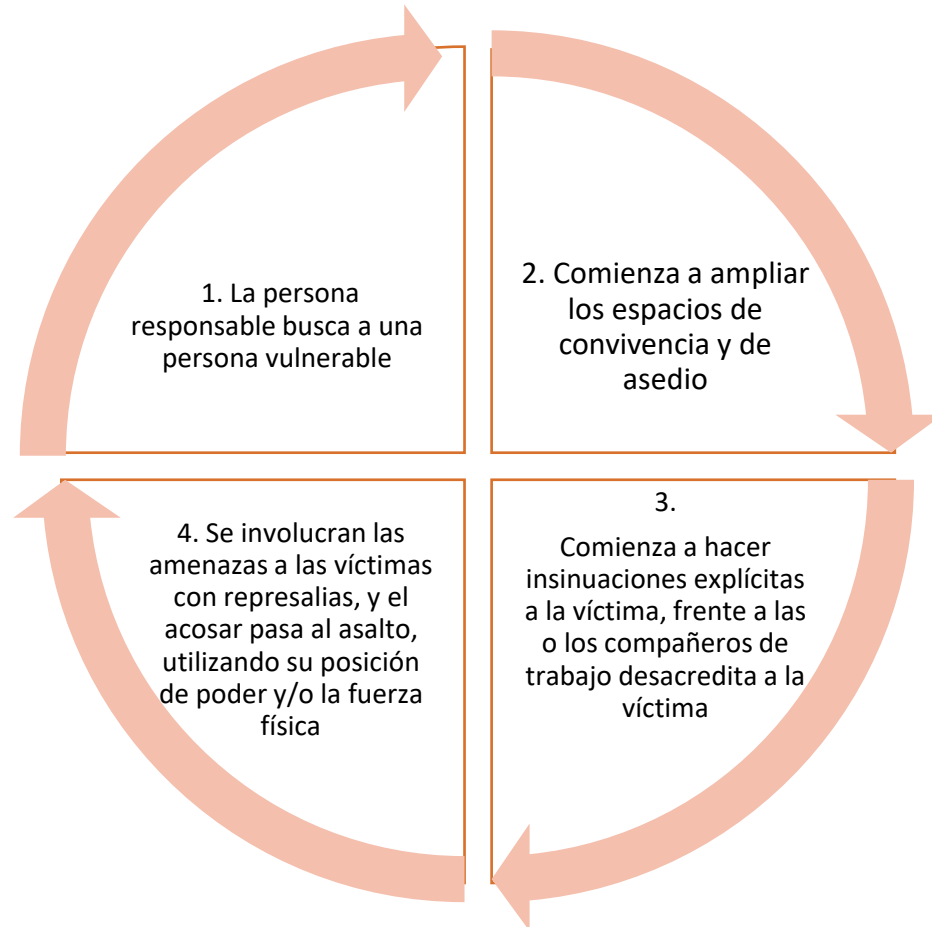 1. La persona
responsable busca a una
persona vulnerable
2. Comienza a ampliar
los espacios de
convivencia y de
asedio
3.
Comienza a hacer
insinuaciones explícitas
a la víctima, frente a las
o los compañeros de
trabajo desacredita a la
víctima
4. Se involucran las
amenazas a las víctimas
con represalias, y el
acosar pasa al asalto,
utilizando su posición
de poder y/o la fuerza
física